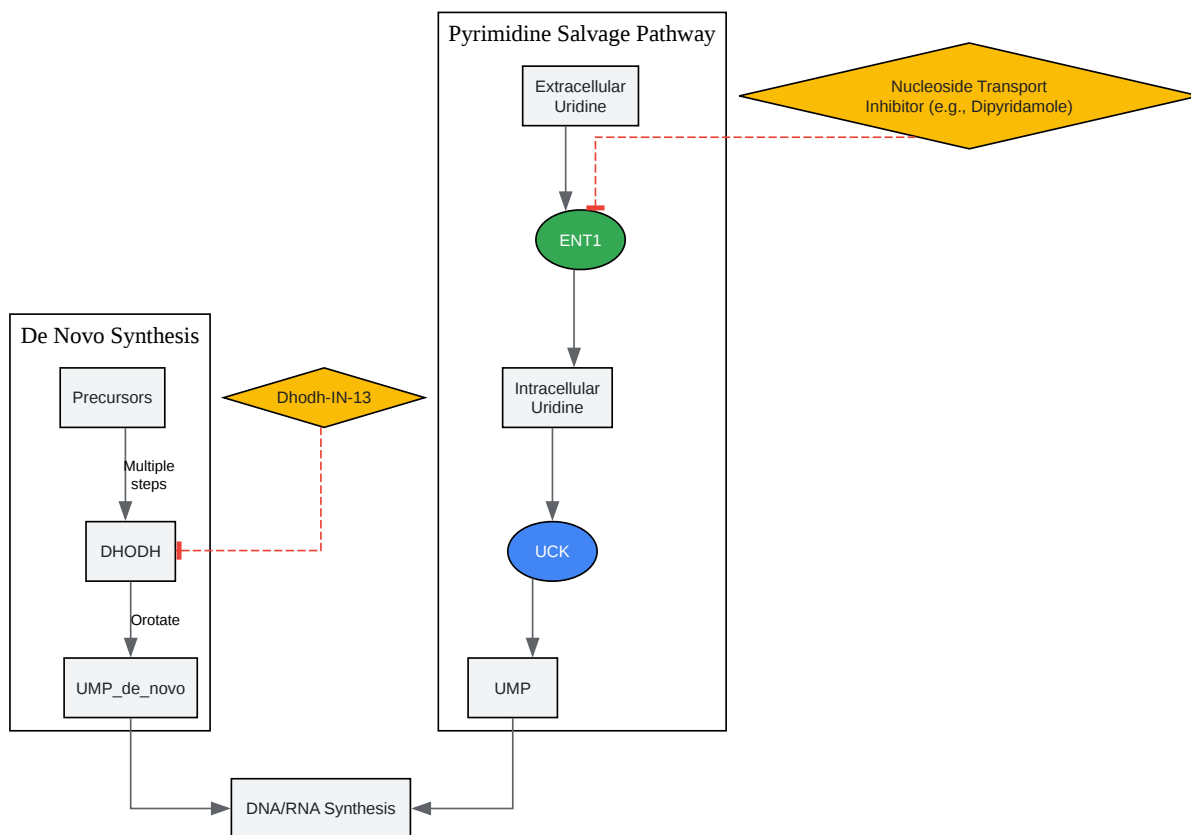 Pyrimidine Salvage Pathway
Extracellular
Uridine
Nucleoside Transport
Inhibitor (e.g., Dipyridamole)
ENT1
De Novo Synthesis
Precursors
Dhodh-IN-13
Intracellular
Uridine
Multiple
steps
DHODH
UCK
Orotate
UMP_de_novo
UMP
DNA/RNA Synthesis